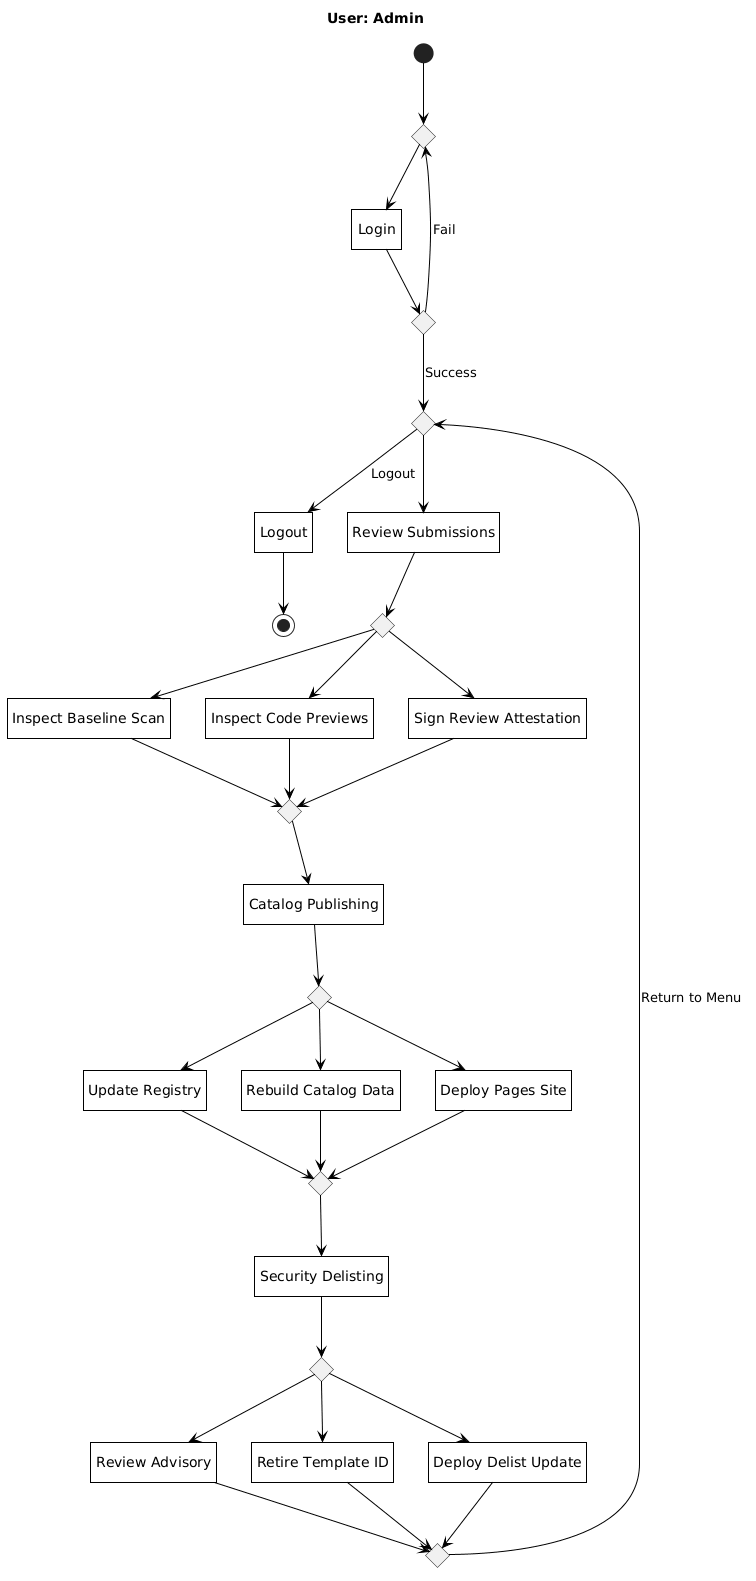 User: Admin
Login
Fail
Success
Logout
Logout
Review Submissions
Inspect Baseline Scan
Inspect Code Previews
Sign Review Attestation
Catalog Publishing
Return to Menu
Update Registry
Rebuild Catalog Data
Deploy Pages Site
Security Delisting
Review Advisory
Retire Template ID
Deploy Delist Update